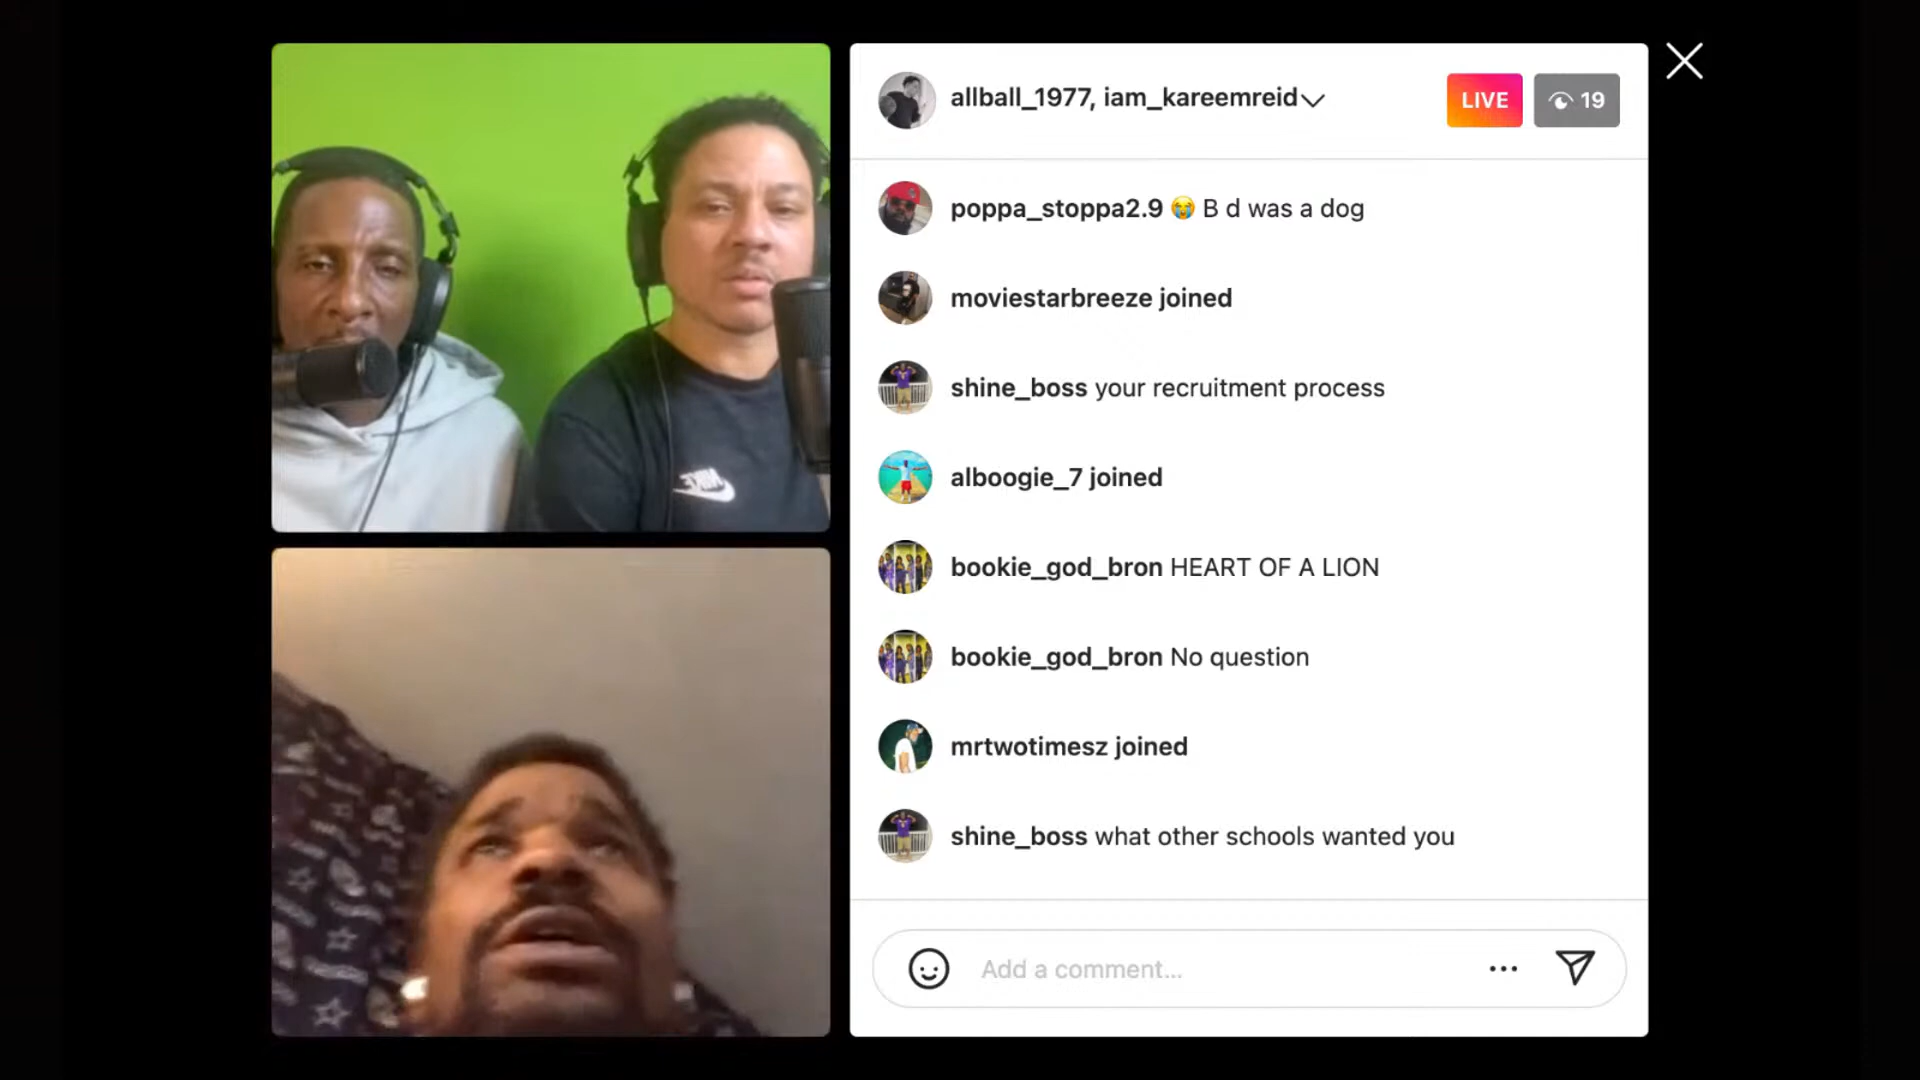 allball_1977, iam_kareemreid
LIVE
19
poppa_stoppa2.9 😭 B d was a dog
moviestarbreeze joined
shine_boss your recruitment process
alboogie_7 joined
bookie_god_bron HEART OF A LION
bookie_god_bron No question
mrtwotimesz joined
shine_boss what other schools wanted you
Add a comment...
NIKE